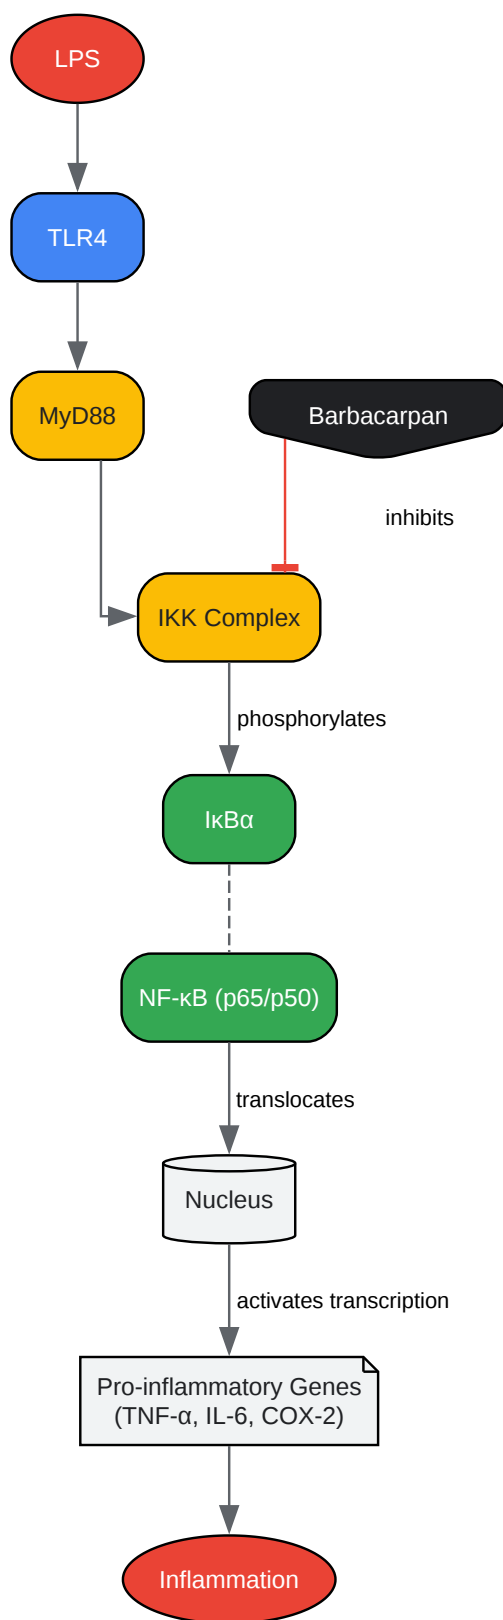 LPS
TLR4
MyD88
Barbacarpan
inhibits
IKK Complex
phosphorylates
IκBα
NF-κB (p65/p50)
translocates
Nucleus
activates transcription
Pro-inflammatory Genes
(TNF-α, IL-6, COX-2)
Inflammation